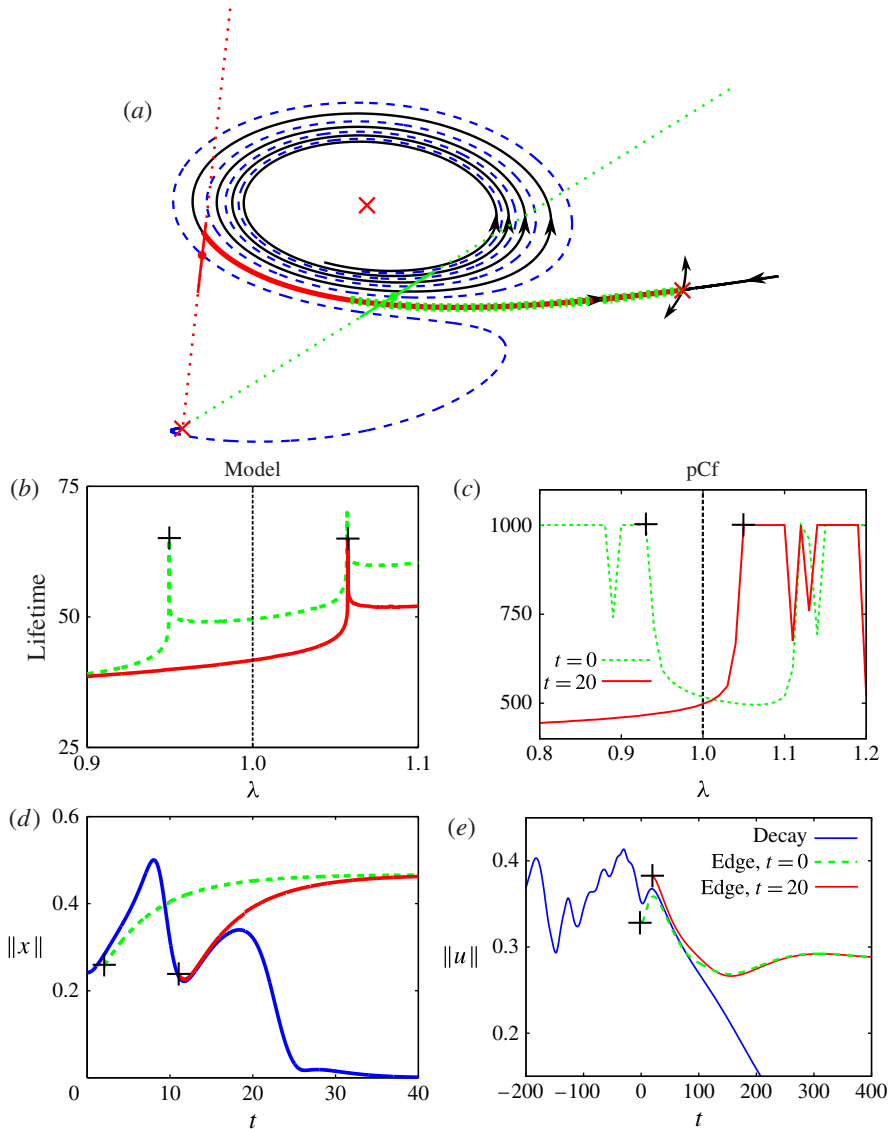 (a)
(b)
Model
75
50
25
Lifetime
0.9
1.0
1.1
λ
(c)
pCf
1000
750
500
t = 0
t = 20
0.8
0.9
1.0
1.1
1.2
λ
(d)
0.6
0.4
0.2
||x||
0
10
20
30
40
t
(e)
0.4
0.3
0.2
||u||
Decay
Edge, t = 0
Edge, t = 20
−200
−100
0
100
200
300
400
t